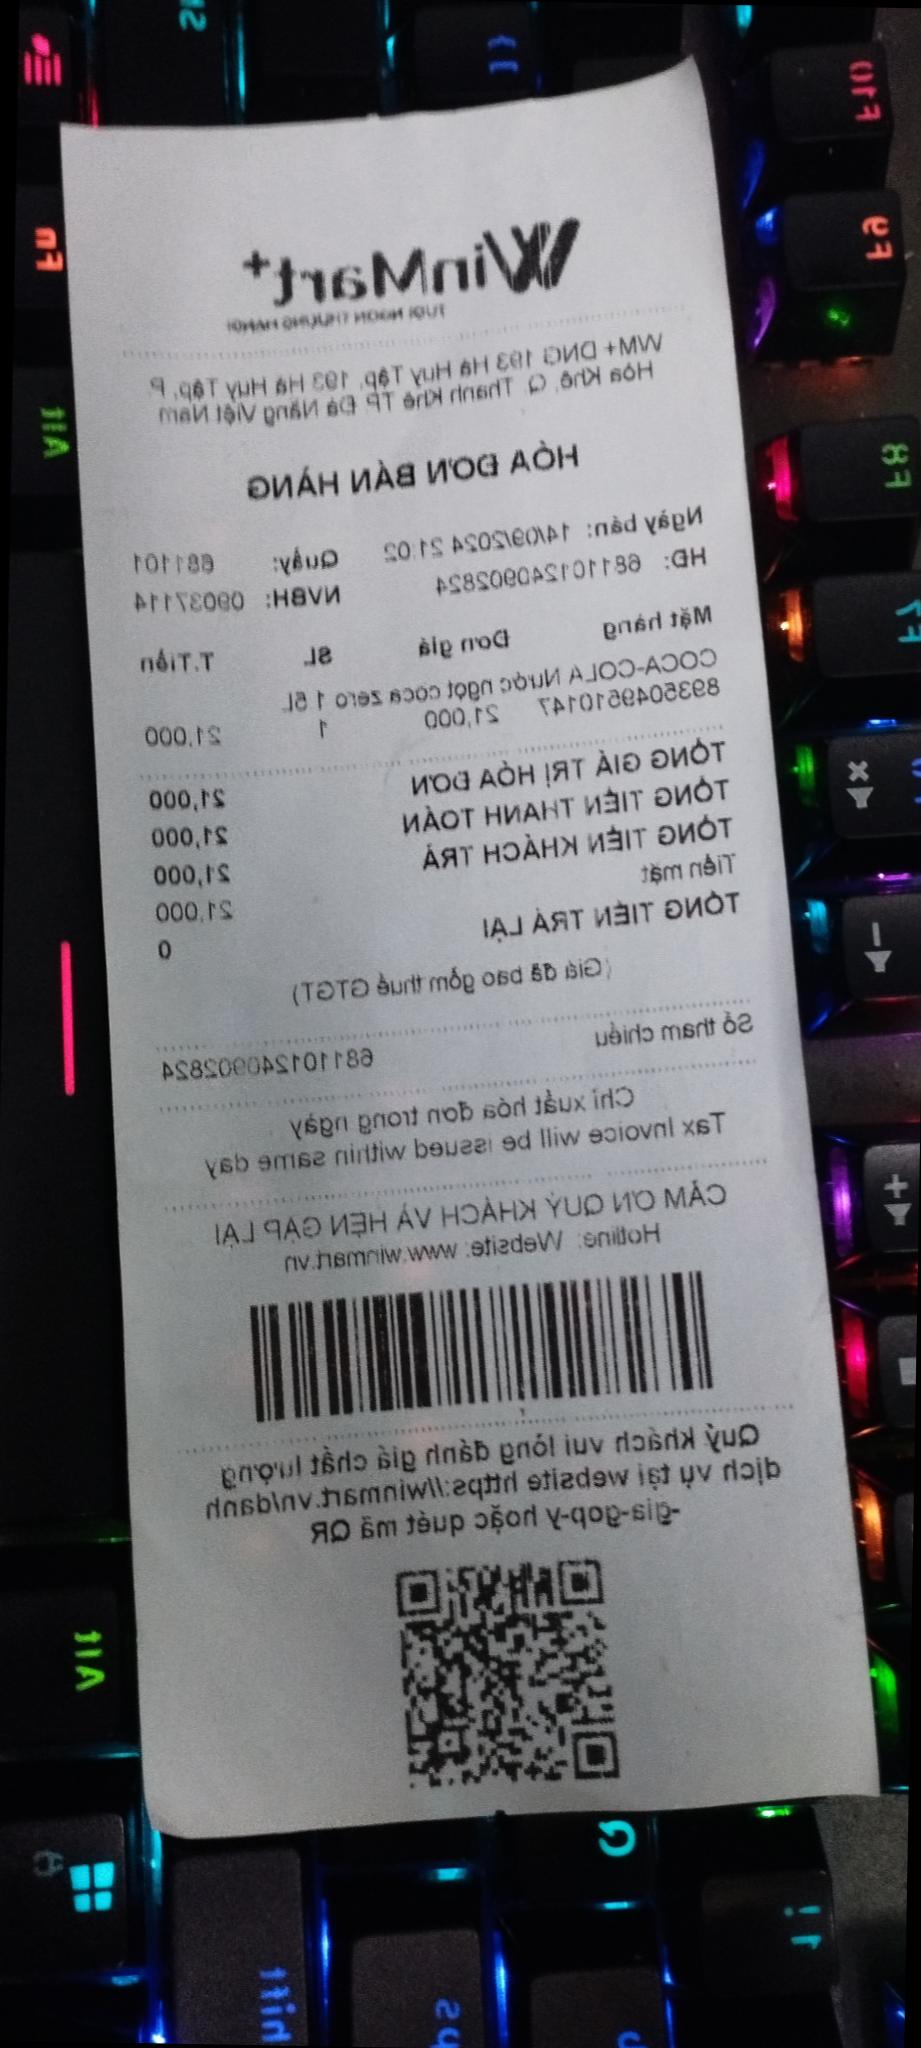 WinMart+
TƯƠI NGON THƯỢNG HẠNG
WM+ DNG 193 Hà Huy Tập, 193 Hà Huy Tập, P.
Hòa Khê, Q. Thanh Khê TP. Đà Nẵng Việt Nam
HÓA ĐƠN BÁN HÀNG
Ngày bán: 14/09/2024 21:02 Quầy: 681101
HĐ: 681101240902824 NVBH: 09037114
Mặt hàng Đơn giá SL T.Tiền
COCA-COLA Nước ngọt coca zero 1.5L
8935049510147 21,000 1 21,000
TỔNG GIÁ TRỊ HÓA ĐƠN 21,000
TỔNG TIỀN THANH TOÁN 21,000
TỔNG TIỀN KHÁCH TRẢ 21,000
Tiền mặt 21,000
TỔNG TIỀN TRẢ LẠI 0
(Giá đã bao gồm thuế GTGT)
Số tham chiếu 681101240902824
Chỉ xuất hóa đơn trong ngày
Tax Invoice will be issued within same day
CẢM ƠN QUÝ KHÁCH VÀ HẸN GẶP LẠI
Hotline: Website: www.winmart.vn
Quý khách vui lòng đánh giá chất lượng
dịch vụ tại website https://winmart.vn/danh
-gia-gop-y hoặc quét mã QR
F10
F9
F8
F7
Fn
Alt
Alt